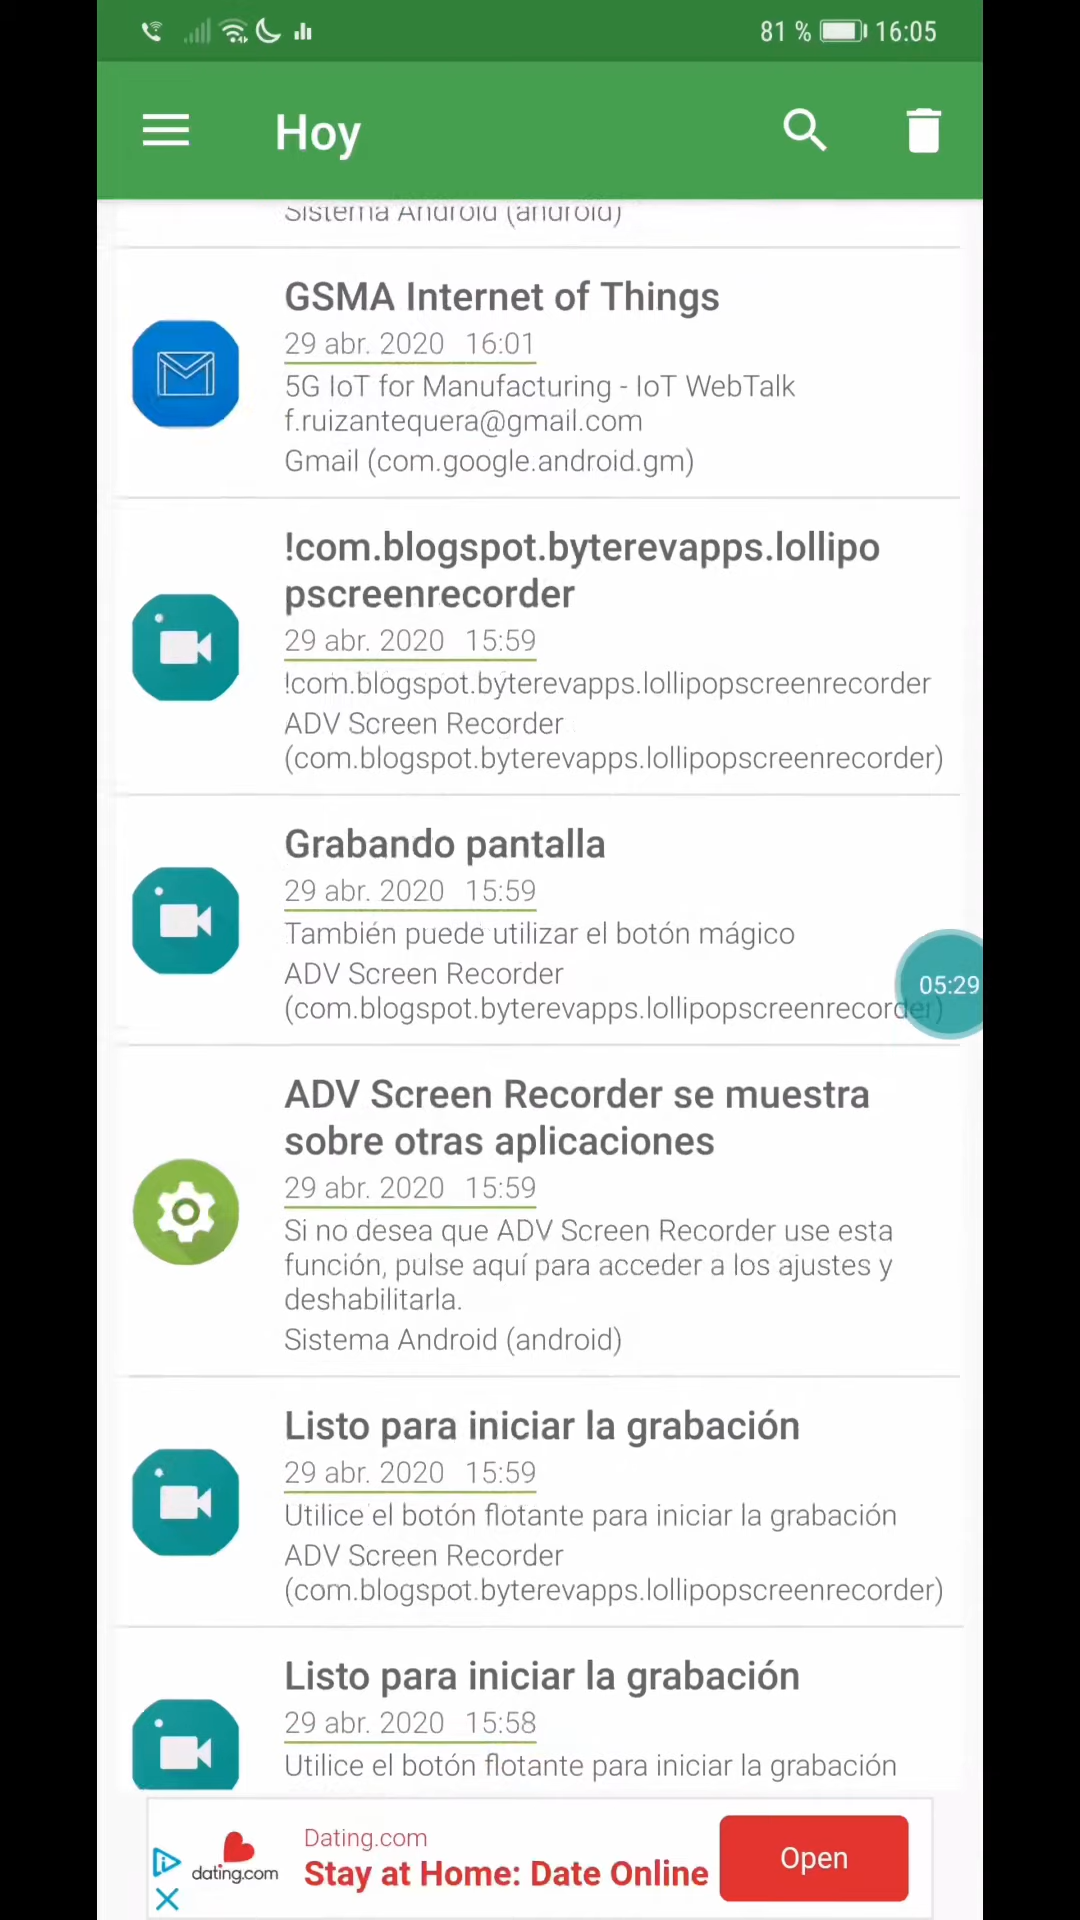 81 % 16:05
Hoy
Sistema Android (android)
GSMA Internet of Things
29 abr. 2020 16:01
5G IoT for Manufacturing - IoT WebTalk
f.ruizantequera@gmail.com
Gmail (com.google.android.gm)
!com.blogspot.byterevapps.lollipo
pscreenrecorder
29 abr. 2020 15:59
!com.blogspot.byterevapps.lollipopscreenrecorder
ADV Screen Recorder
(com.blogspot.byterevapps.lollipopscreenrecorder)
Grabando pantalla
29 abr. 2020 15:59
También puede utilizar el botón mágico
ADV Screen Recorder
05:29
(com.blogspot.byterevapps.lollipopscreenrecorder)
ADV Screen Recorder se muestra
sobre otras aplicaciones
29 abr. 2020 15:59
Si no desea que ADV Screen Recorder use esta
función, pulse aquí para acceder a los ajustes y
deshabilitarla.
Sistema Android (android)
Listo para iniciar la grabación
29 abr. 2020 15:59
Utilice el botón flotante para iniciar la grabación
ADV Screen Recorder
(com.blogspot.byterevapps.lollipopscreenrecorder)
Listo para iniciar la grabación
29 abr. 2020 15:58
Utilice el botón flotante para iniciar la grabación
Dating.com
dating.com
Stay at Home: Date Online
Open